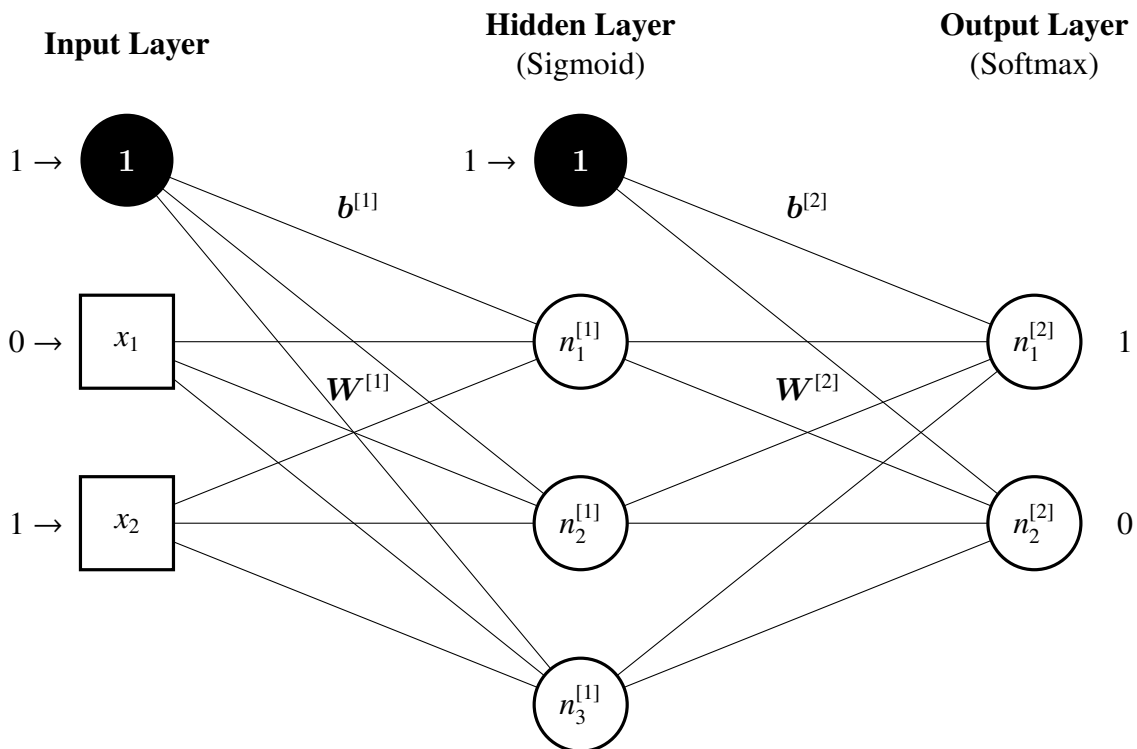 Input Layer
Hidden Layer
(Sigmoid)
Output Layer
(Softmax)
1 →
1
1 →
1
b^[1]
b^[2]
0 →
x₁
n₁^[1]
n₁^[2]
1
W^[1]
W^[2]
1 →
x₂
n₂^[1]
n₂^[2]
0
n₃^[1]